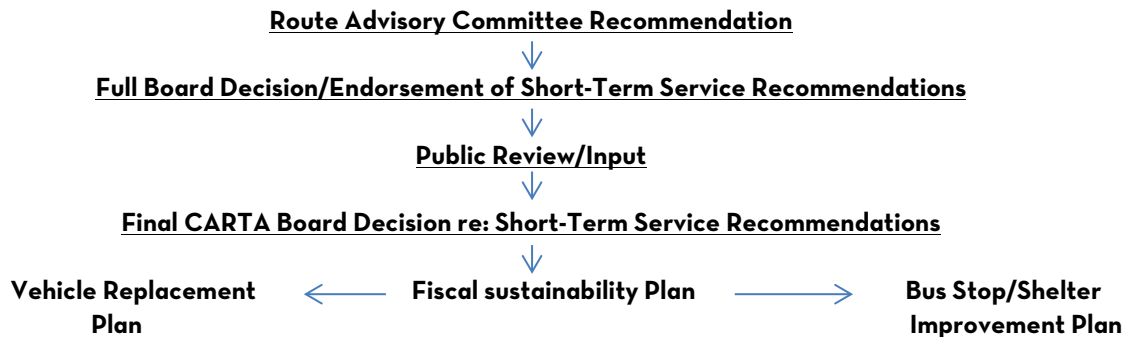 Route Advisory Committee Recommendation
Full Board Decision/Endorsement of Short-Term Service Recommendations
Public Review/Input
Final CARTA Board Decision re: Short-Term Service Recommendations
Vehicle Replacement Fiscal sustainability Plan Bus Stop/Shelter
Plan Improvement Plan